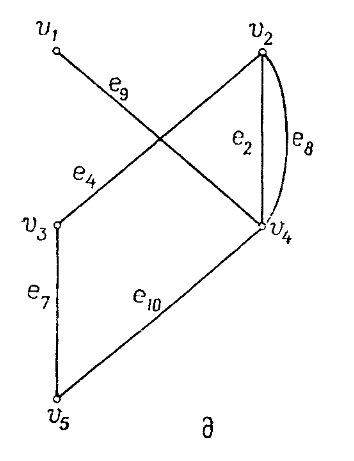 v₁ v₂
e₉
e₂ e₈
e₄
v₃ v₄
e₇ e₁₀
v₅
д